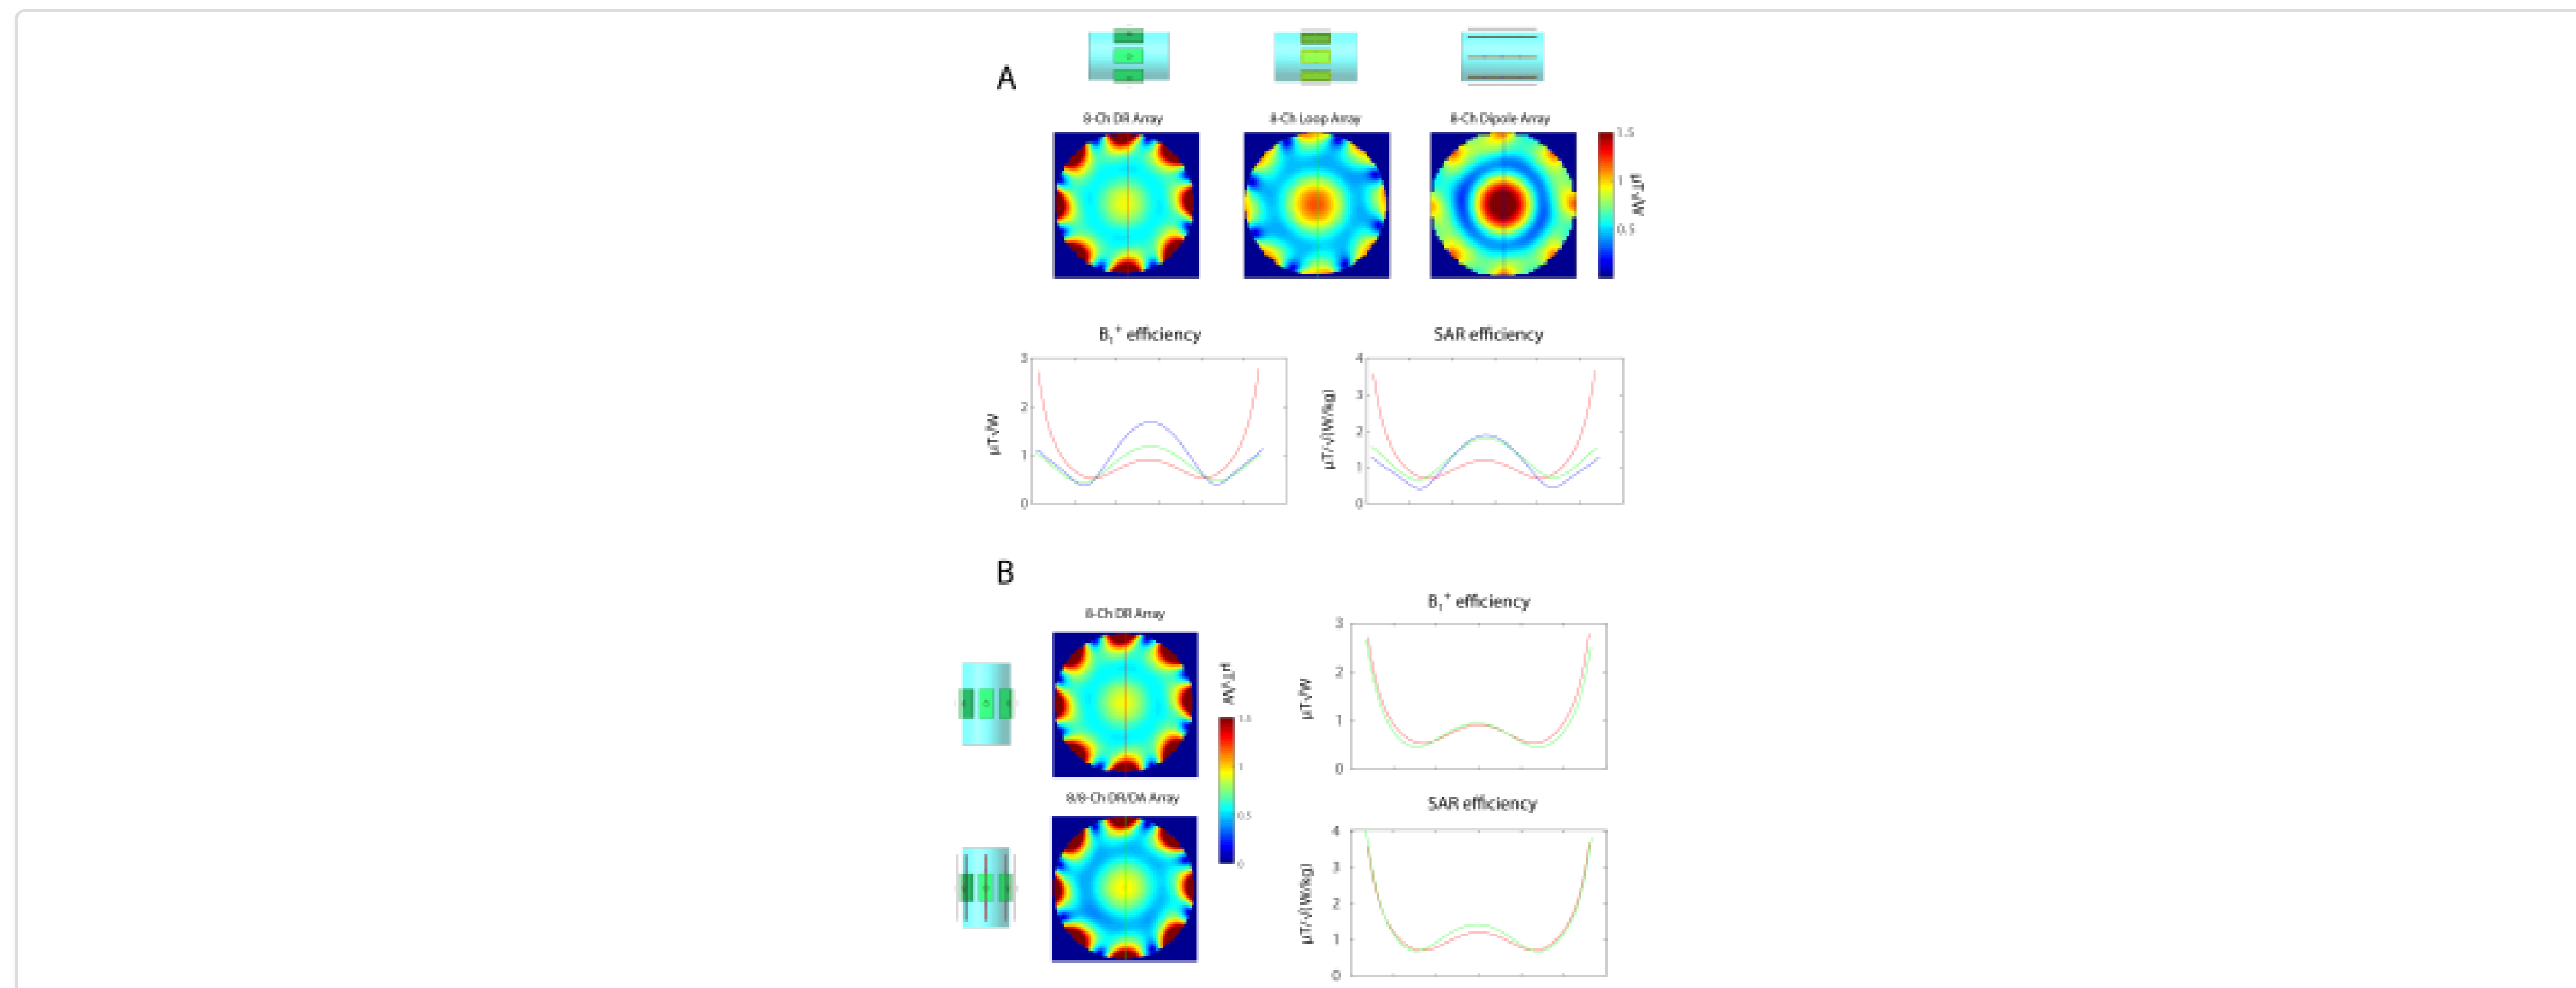 A
8-Ch DR Array
8-Ch Loop Array
8-Ch Dipole Array
1.5
1
0.5
µT√W
B₁⁺ efficiency
3
2
1
0
µT√W
SAR efficiency
4
3
2
1
0
µT/√(W/kg)
B
8-Ch DR Array
µT√W
1.5
1
0.5
0
8/8-Ch DR/DA Array
B₁⁺ efficiency
3
2
1
0
µT√W
SAR efficiency
4
3
2
1
0
µT/√(W/kg)